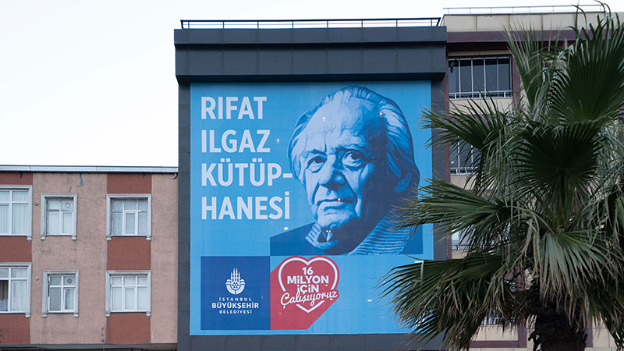 RIFAT
ILGAZ
KÜTÜP-
HANESİ
İSTANBUL
BÜYÜKŞEHİR
BELEDİYESİ
16
MİLYON
İÇİN
Çalışıyoruz